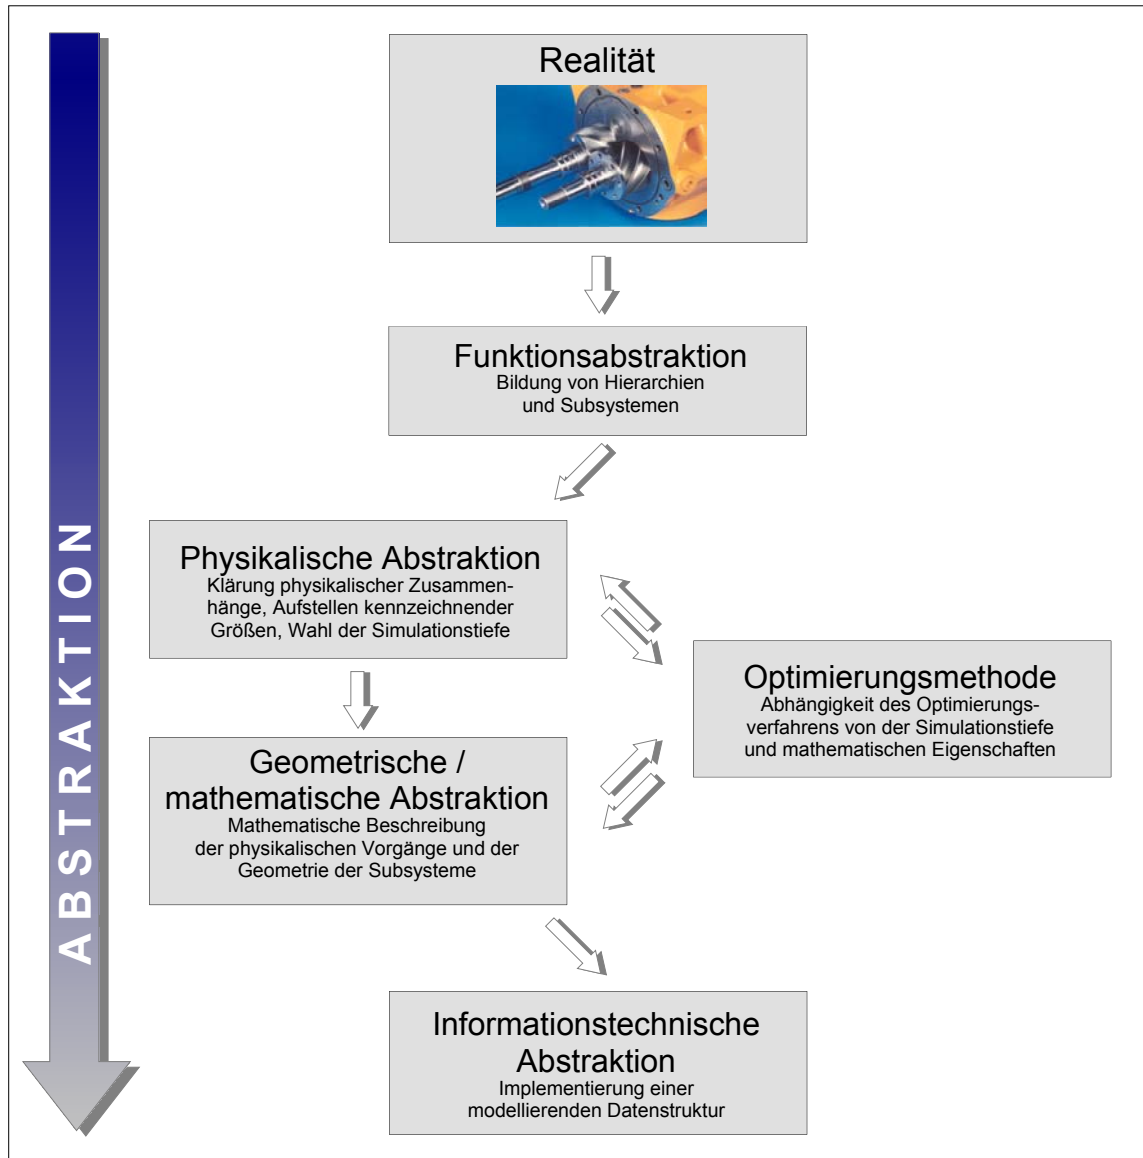 Realität
Funktionsabstraktion
Bildung von Hierarchien
und Subsystemen
Physikalische Abstraktion
Klärung physikalischer Zusammen-
hänge, Aufstellen kennzeichnender
Größen, Wahl der Simulationstiefe
Optimierungsmethode
Abhängigkeit des Optimierungs-
verfahrens von der Simulationstiefe
und mathematischen Eigenschaften
Geometrische /
mathematische Abstraktion
Mathematische Beschreibung
der physikalischen Vorgänge und der
Geometrie der Subsysteme
Informationstechnische
Abstraktion
Implementierung einer
modellierenden Datenstruktur
ABSTRAKTION